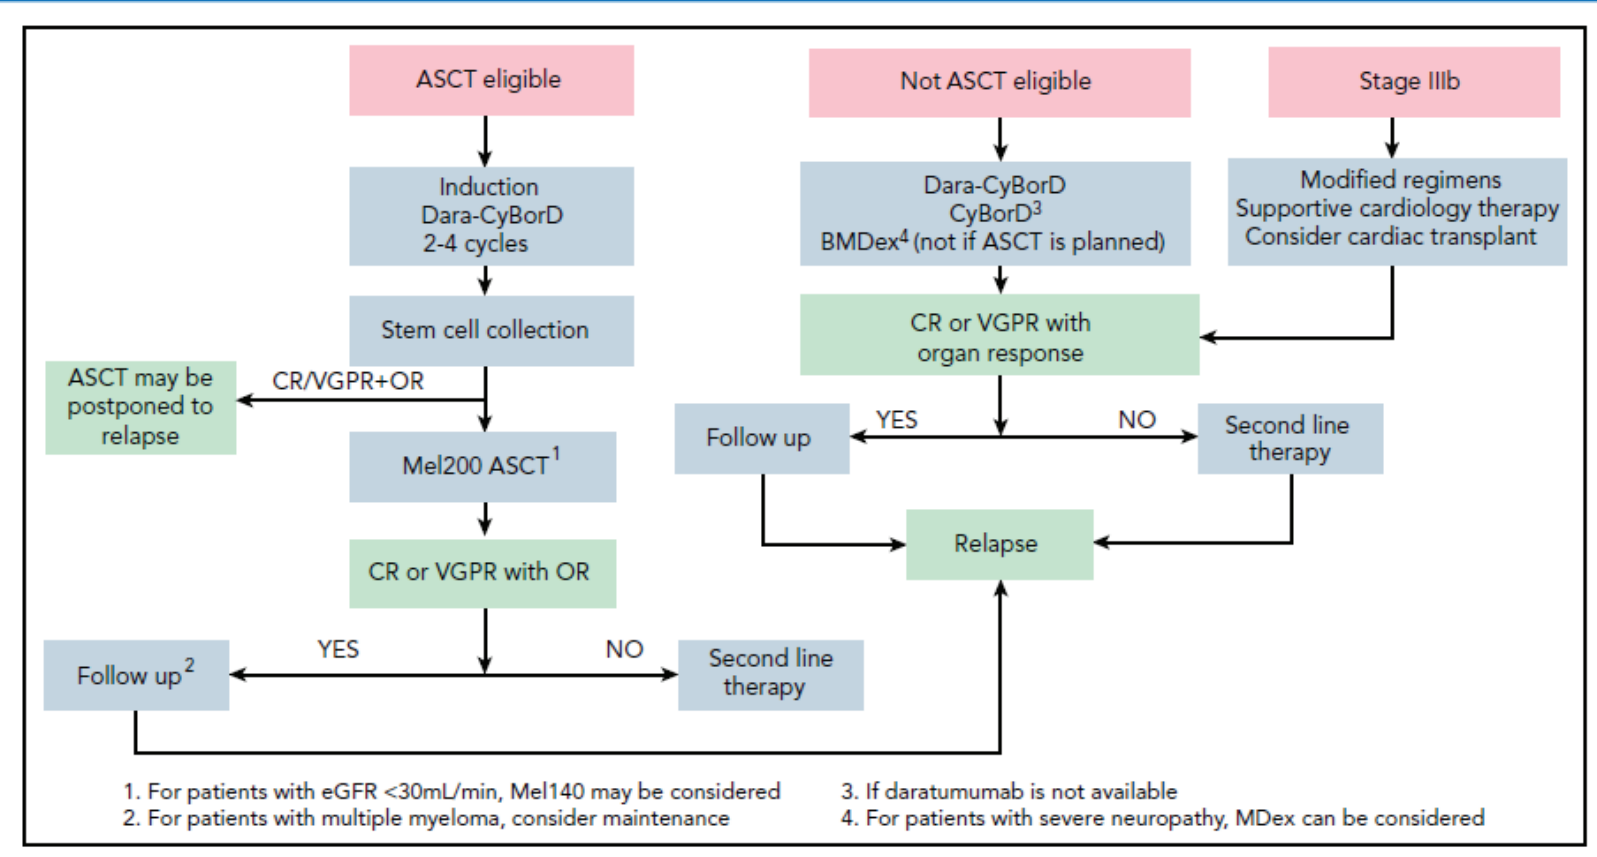 ASCT eligible
Not ASCT eligible
Stage IIIb
Induction
Dara-CyBorD
2-4 cycles
Dara-CyBorD
CyBorD³
BMDex⁴ (not if ASCT is planned)
Modified regimens
Supportive cardiology therapy
Consider cardiac transplant
Stem cell collection
CR or VGPR with
organ response
ASCT may be
postponed to
relapse
CR/VGPR+OR
Mel200 ASCT¹
Follow up
YES
NO
Second line
therapy
Relapse
CR or VGPR with OR
Follow up²
YES
NO
Second line
therapy
1. For patients with eGFR <30mL/min, Mel140 may be considered
2. For patients with multiple myeloma, consider maintenance
3. If daratumumab is not available
4. For patients with severe neuropathy, MDex can be considered